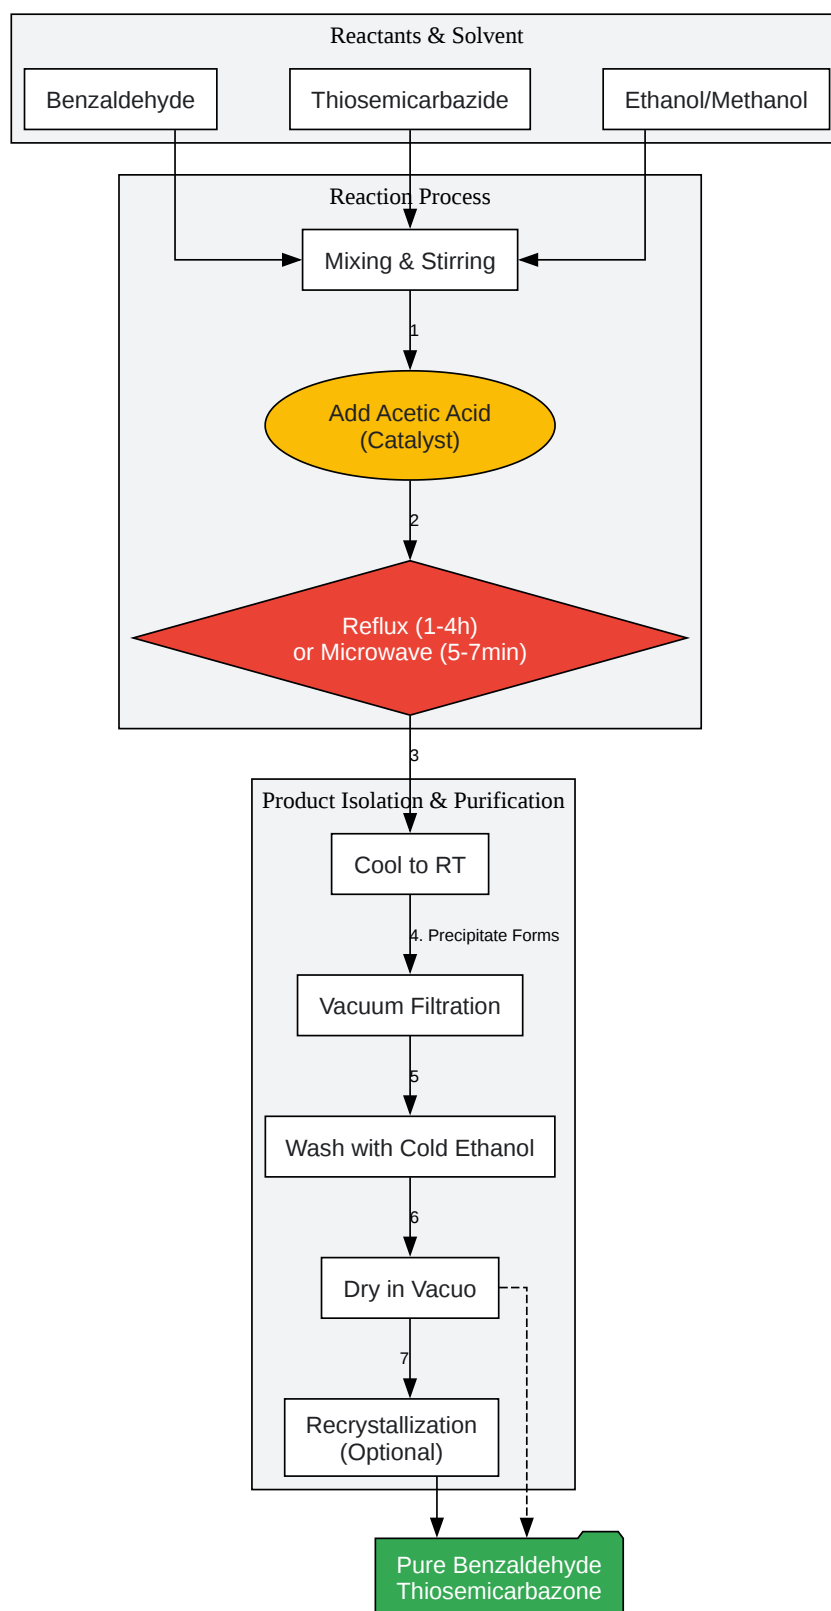 Reactants & Solvent
Benzaldehyde
Thiosemicarbazide
Ethanol/Methanol
Reaction Process
Mixing & Stirring
1
Add Acetic Acid
(Catalyst)
2
Reflux (1-4h)
or Microwave (5-7min)
3
Product Isolation & Purification
Cool to RT
4. Precipitate Forms
Vacuum Filtration
5
Wash with Cold Ethanol
6
Dry in Vacuo
7
Recrystallization
(Optional)
Pure Benzaldehyde
Thiosemicarbazone